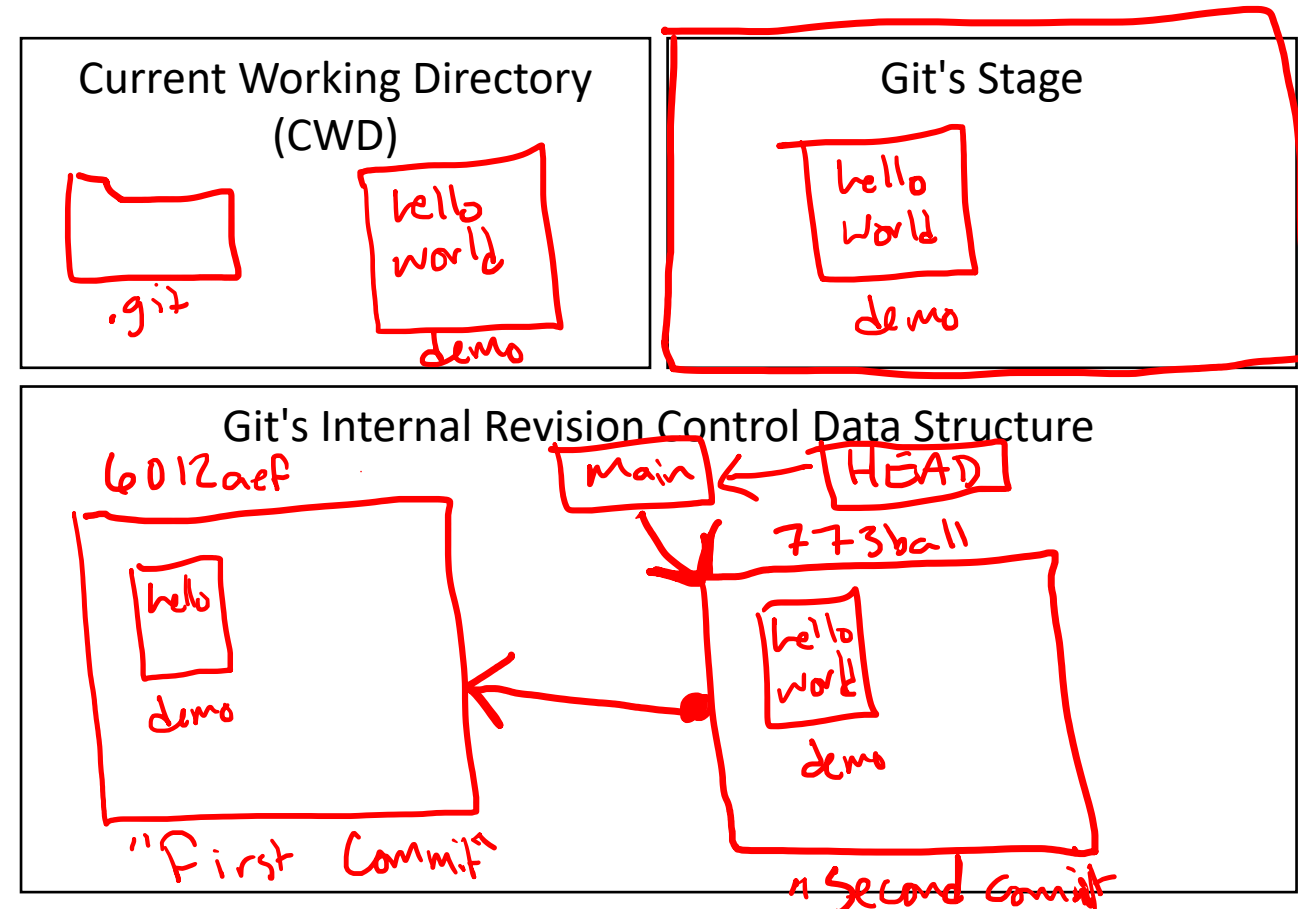 Current Working Directory
(CWD)
.git
hello
world
demo
Git's Stage
hello
world
demo
Git's Internal Revision Control Data Structure
6012aef
hello
demo
"First Commit"
main
HEAD
773ba11
hello
world
demo
"Second commit